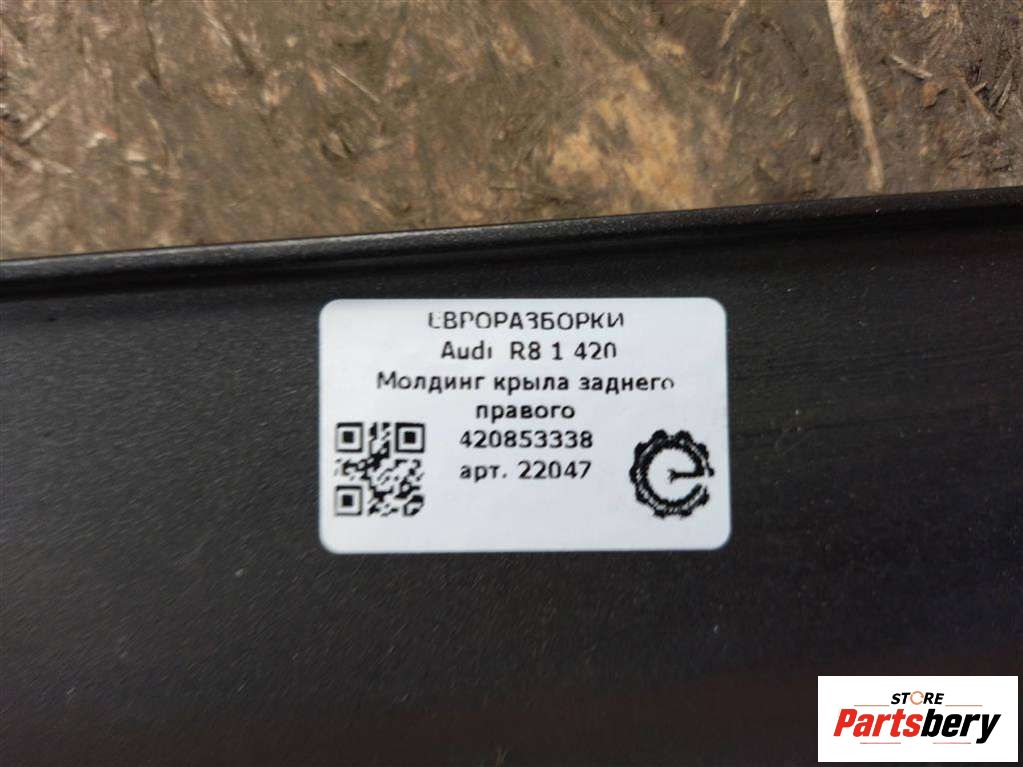 ЕВРОРАЗБОРКИ
Audi R8 1 420
Молдинг крыла заднего
правого
420853338
арт. 22047
STORE
Partsbery